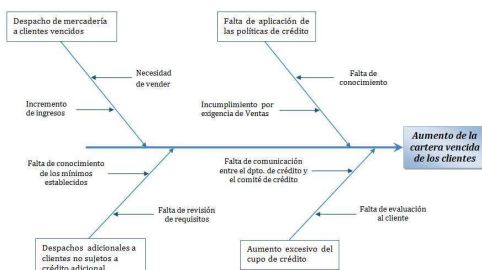 Despacho de mercadería
a clientes vencidos
Falta de aplicación de
las políticas de crédito
Necesidad
de vender
Falta de
conocimiento
Incremento
de ingresos
Incumplimiento por
exigencia de Ventas
Aumento de la
cartera vencida
de los clientes
Falta de conocimiento
de los mínimos
establecidos
Falta de comunicación
entre el dpto. de crédito y
el comité de crédito
Falta de revisión
de requisitos
Falta de evaluación
al cliente
Despachos adicionales a
clientes no sujetos a
crédito adicional
Aumento excesivo del
cupo de crédito